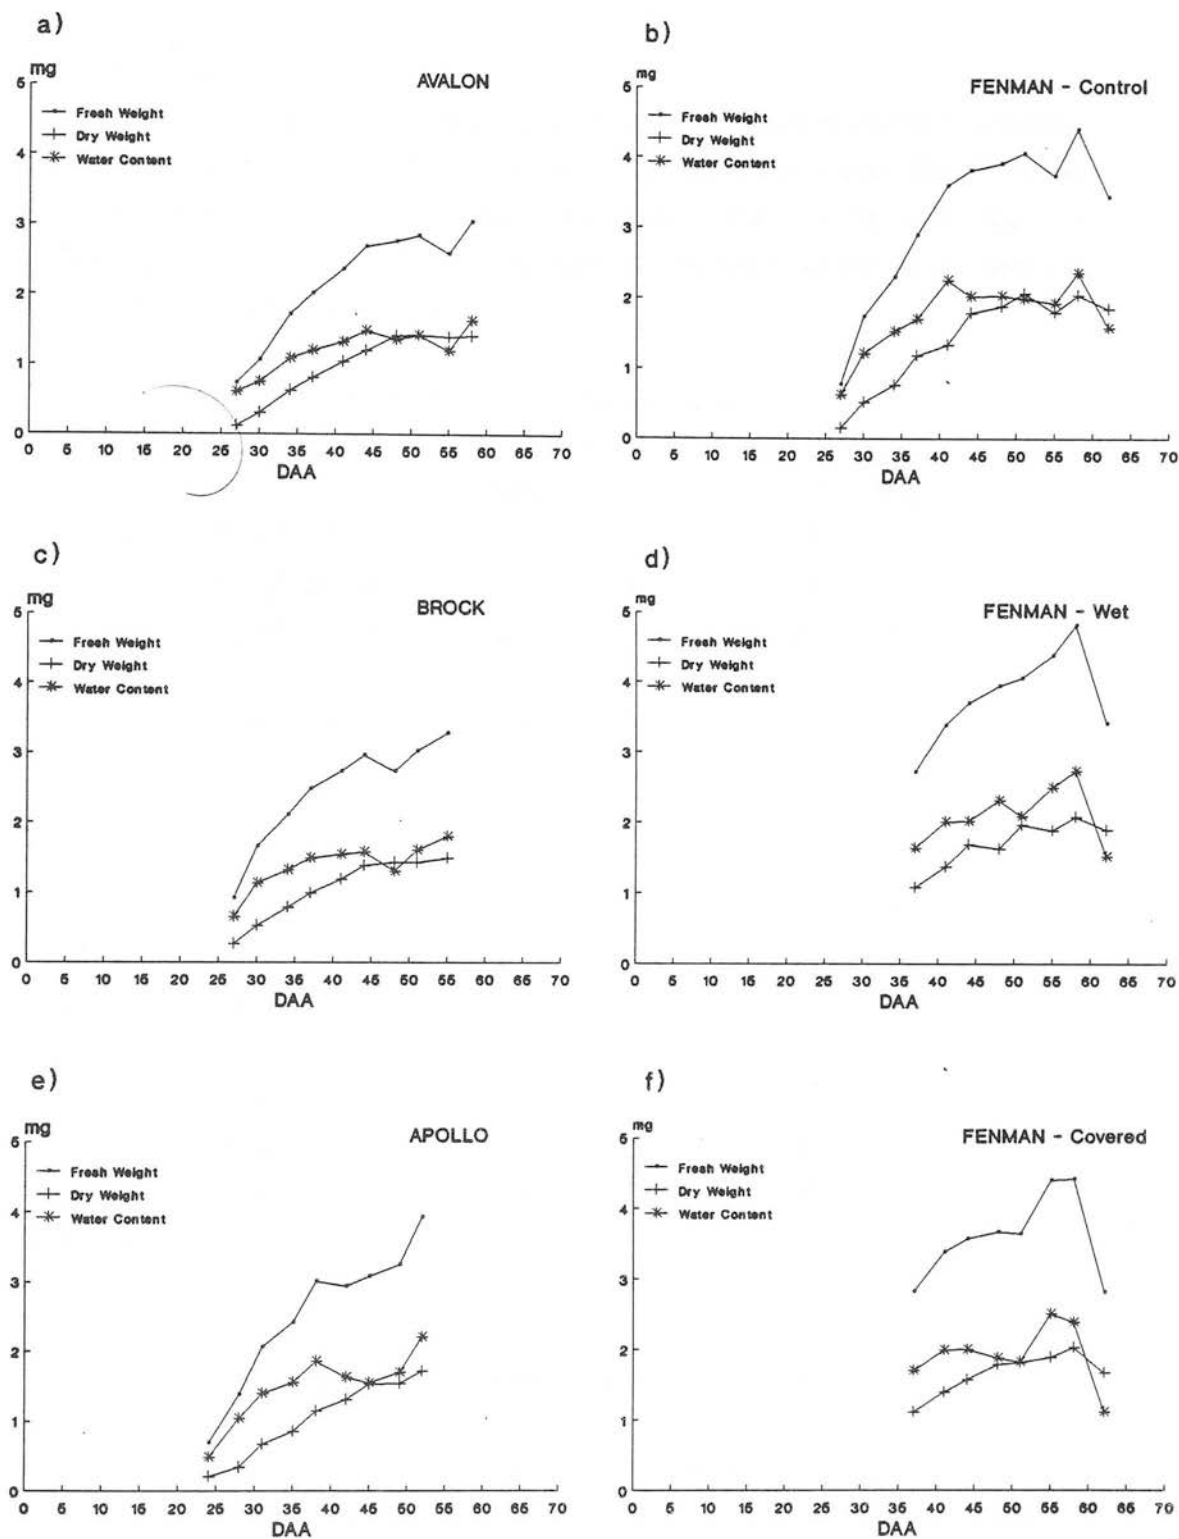 a)
mg
AVALON
5
Fresh Weight
Dry Weight
Water Content
4
3
2
1
0
0 5 10 15 20 25 30 35 40 45 50 55 60 65 70
DAA
b)
mg
FENMAN - Control
5
Fresh Weight
Dry Weight
Water Content
4
3
2
1
0
0 5 10 15 20 25 30 35 40 45 50 55 60 65 70
DAA
c)
mg
BROCK
5
Fresh Weight
Dry Weight
Water Content
4
3
2
1
0
0 5 10 15 20 25 30 35 40 45 50 55 60 65 70
DAA
d)
mg
FENMAN - Wet
5
Fresh Weight
Dry Weight
Water Content
4
3
2
1
0
0 5 10 15 20 25 30 35 40 45 50 55 60 65 70
DAA
e)
mg
APOLLO
5
Fresh Weight
Dry Weight
Water Content
4
3
2
1
0
0 5 10 15 20 25 30 35 40 45 50 55 60 65 70
DAA
f)
mg
FENMAN - Covered
5
Fresh Weight
Dry Weight
Water Content
4
3
2
1
0
0 5 10 15 20 25 30 35 40 45 50 55 60 65 70
DAA